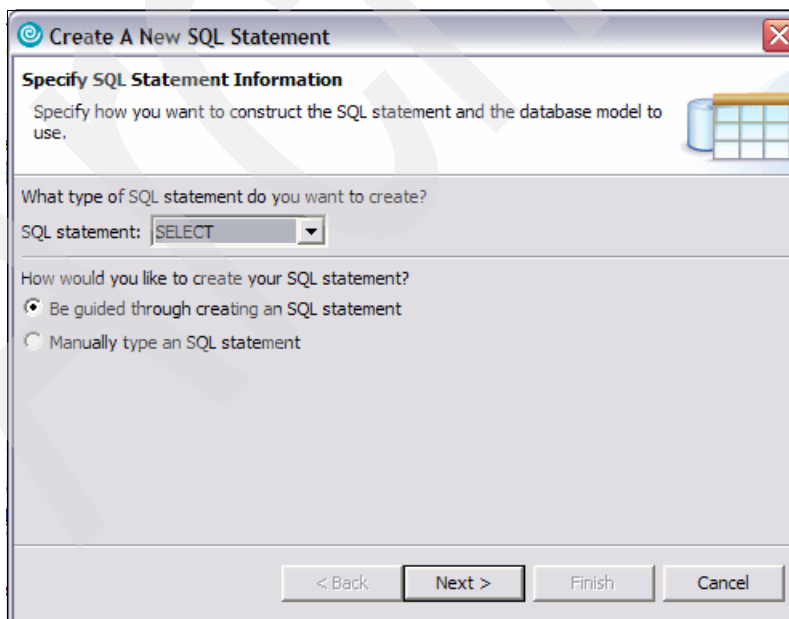 Create A New SQL Statement
Specify SQL Statement Information
Specify how you want to construct the SQL statement and the database model to
use.
What type of SQL statement do you want to create?
SQL statement: SELECT
How would you like to create your SQL statement?
Be guided through creating an SQL statement
Manually type an SQL statement
< Back Next > Finish Cancel